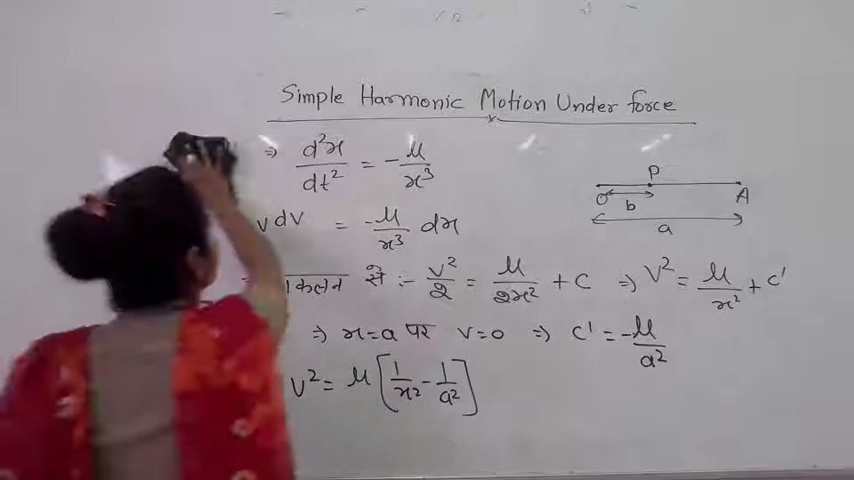 Simple Harmonic Motion Under force
⇒ d²x/dt² = -μ/x³
v dv = -μ/x³ dx
O P A
b
a
से :- v²/2 = μ/2x² + C ⇒ v² = μ/x² + C'
⇒ x=a पर v=0 ⇒ C' = -μ/a²
v² = μ[1/x² - 1/a²]